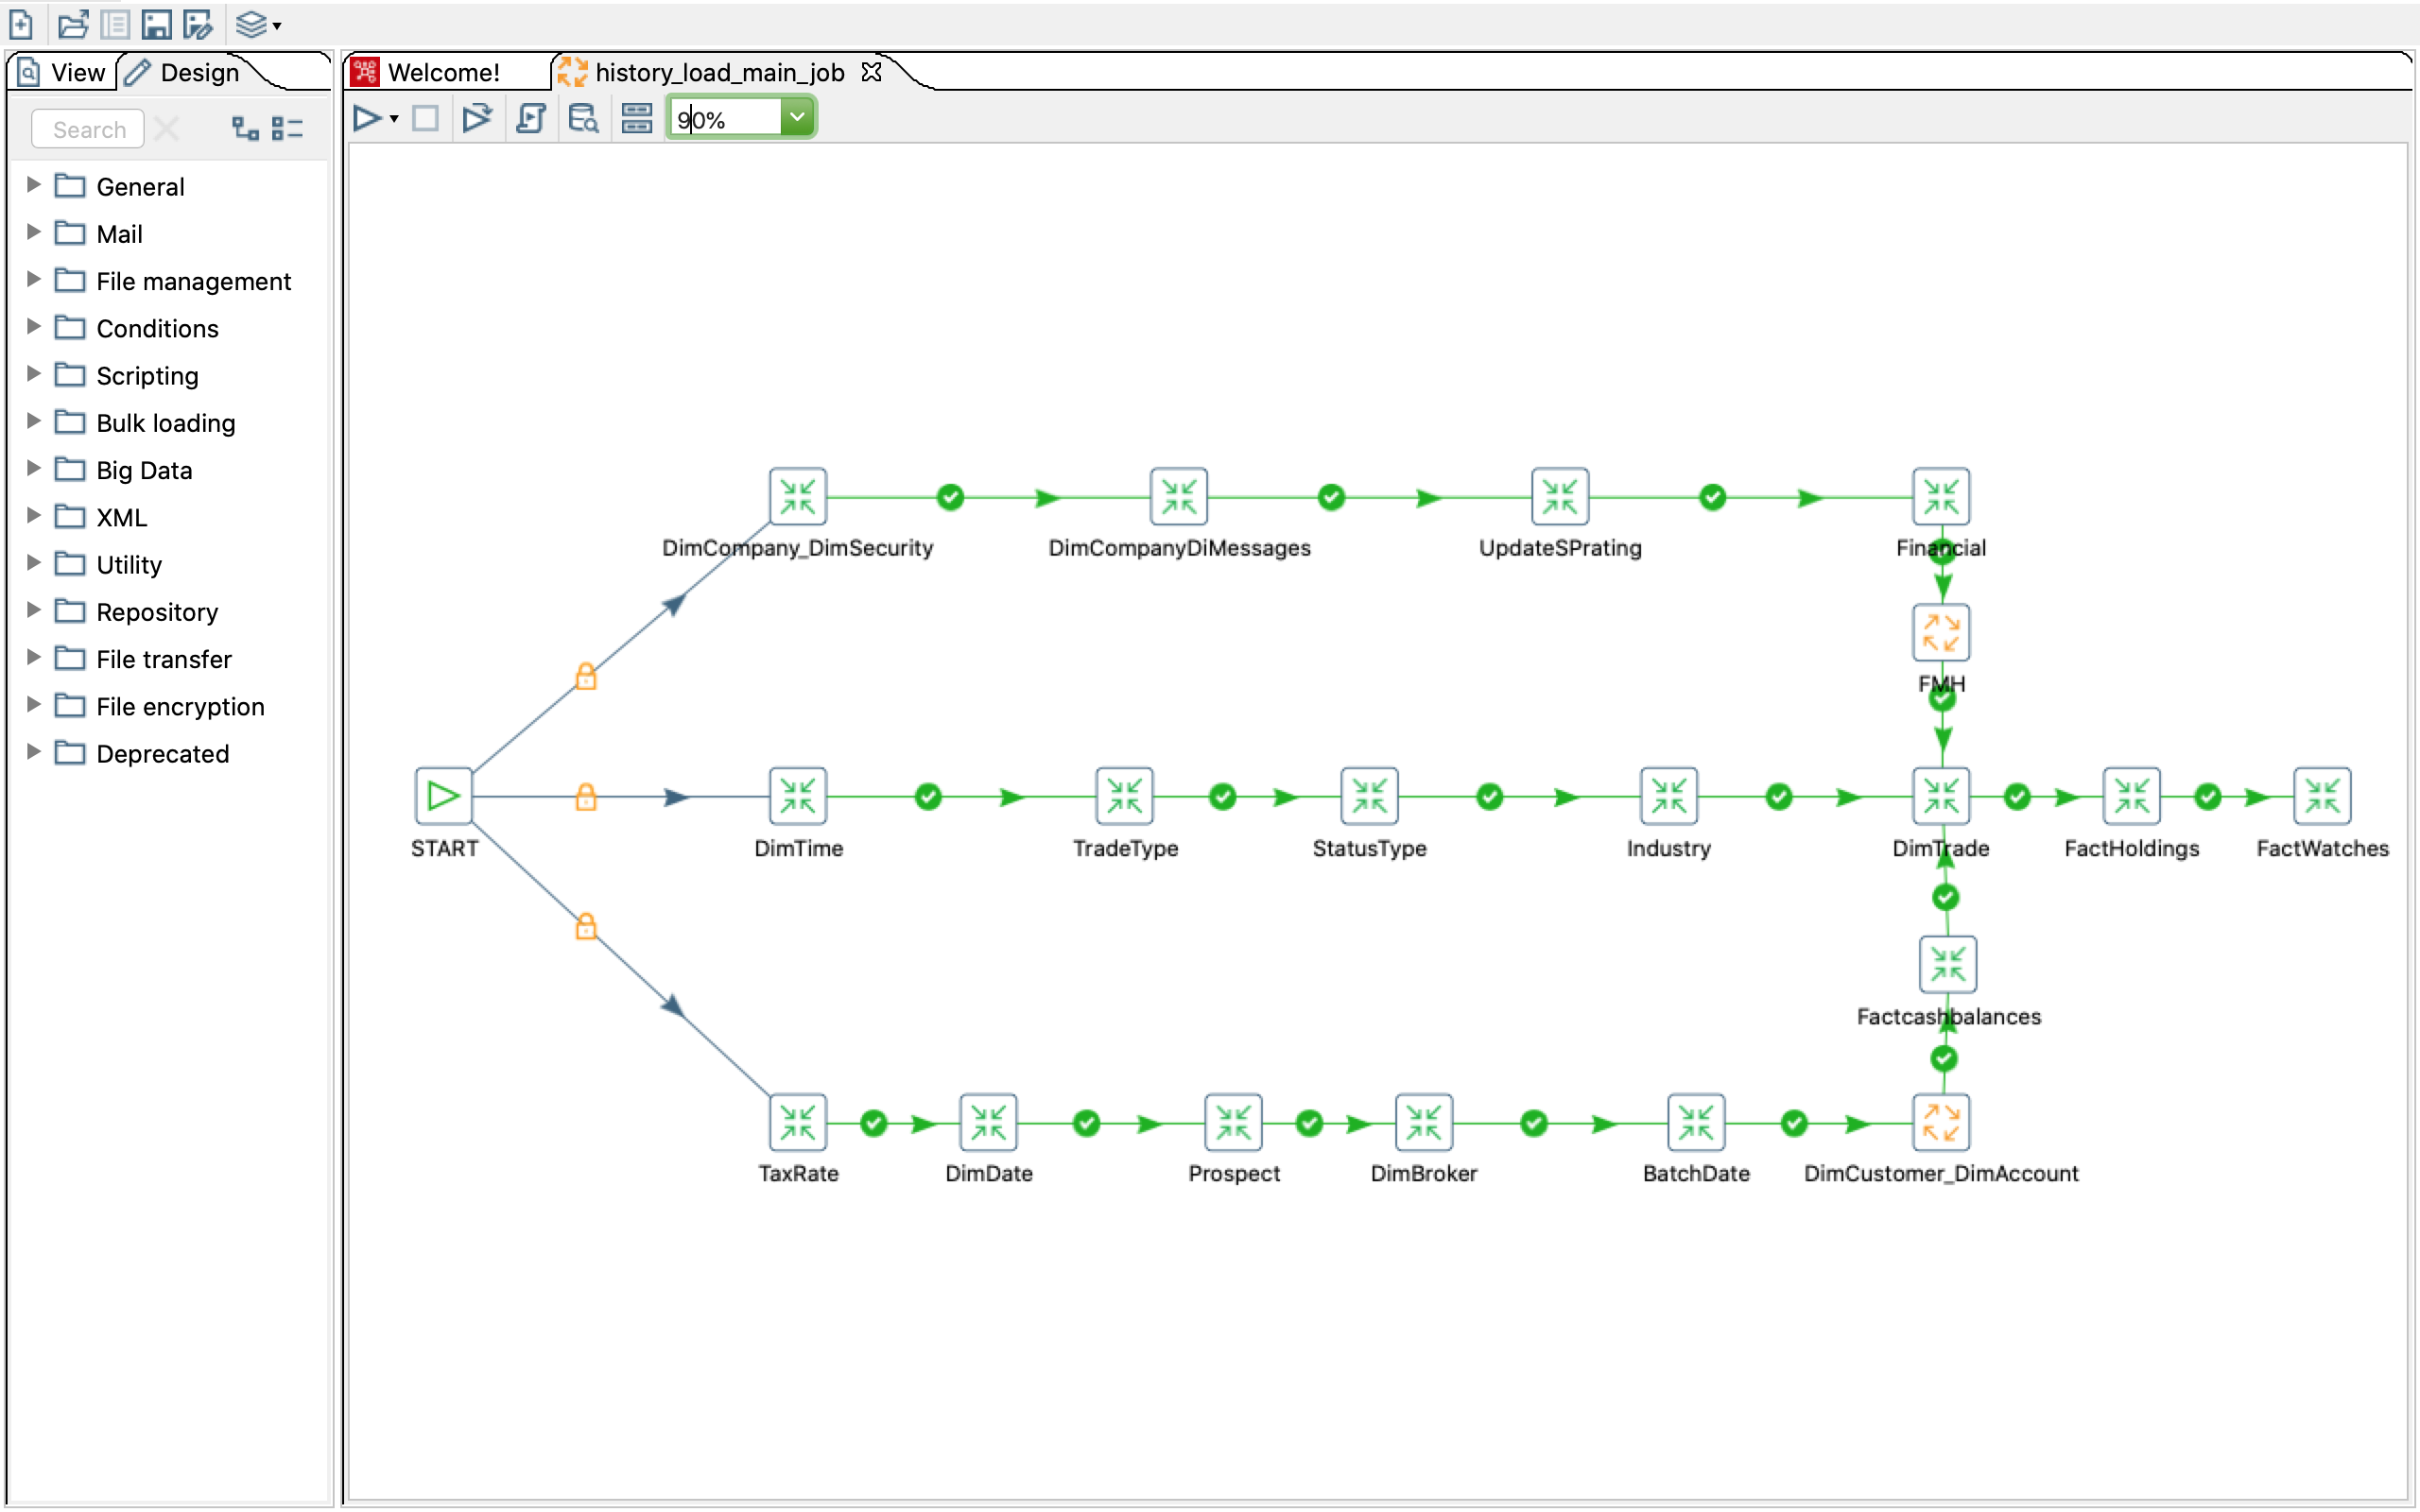 View
Design
Welcome!
history_load_main_job
Search
90%
General
Mail
File management
Conditions
Scripting
Bulk loading
Big Data
XML
Utility
Repository
File transfer
File encryption
Deprecated
DimCompany_DimSecurity
DimCompanyDiMessages
UpdateSPrating
Financial
FMH
START
DimTime
TradeType
StatusType
Industry
DimTrade
FactHoldings
FactWatches
Factcashbalances
TaxRate
DimDate
Prospect
DimBroker
BatchDate
DimCustomer_DimAccount